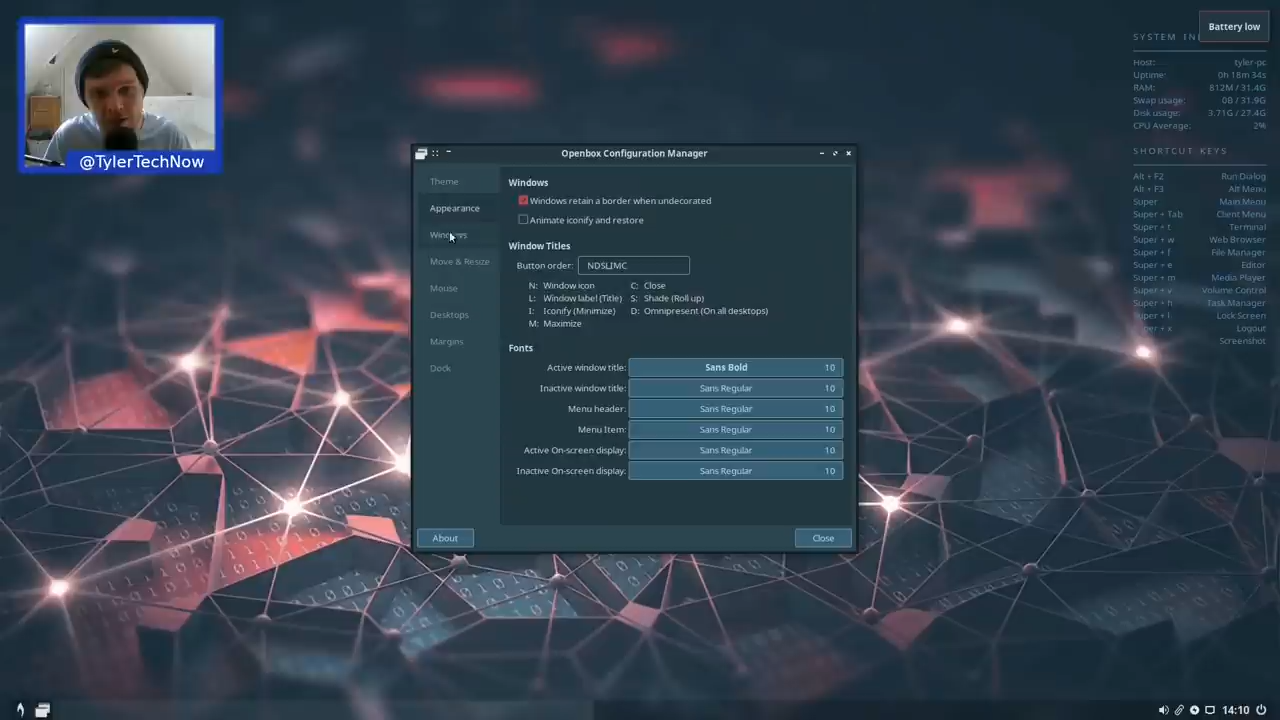 @TylerTechNow
Battery low
SYSTEM
Host: tyler-pc
Uptime: 0h 18m 34s
RAM: 812M / 31.4G
Swap usage: 0B / 31.9G
Disk usage: 3.71G / 27.4G
CPU Average: 2%
SHORTCUT KEYS
Alt + F2 Run Dialog
Alt + F3 Alt Menu
Super Main Menu
Super + Tab Client Menu
Super + t Terminal
Super + w Web Browser
Super + f File Manager
Super + e Editor
Super + m Media Player
Super + v Volume Control
Super + h Task Manager
Super + l Lock Screen
Super + x Logout
Screenshot
Openbox Configuration Manager
Theme
Appearance
Windows
Move & Resize
Mouse
Desktops
Margins
Dock
Windows
Windows retain a border when undecorated
Animate iconify and restore
Window Titles
Button order: NDSLIMC
N: Window icon C: Close
L: Window label (Title) S: Shade (Roll up)
I: Iconify (Minimize) D: Omnipresent (On all desktops)
M: Maximize
Fonts
Active window title: Sans Bold 10
Inactive window title: Sans Regular 10
Menu header: Sans Regular 10
Menu Item: Sans Regular 10
Active On-screen display: Sans Regular 10
Inactive On-screen display: Sans Regular 10
About
Close
14:10